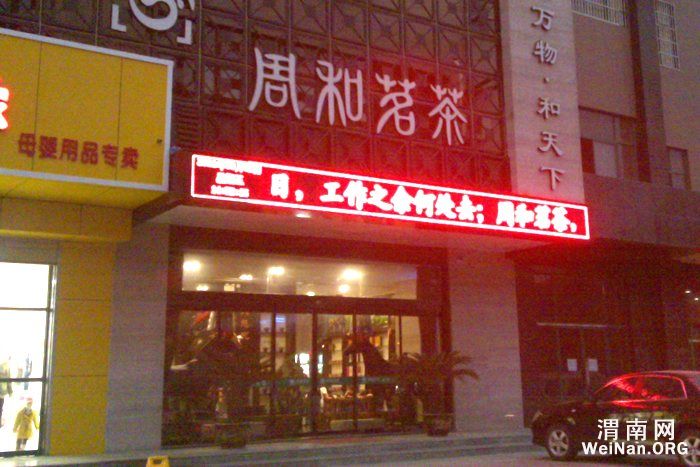 万物·和天下
周和茗茶
母婴用品专卖
日，工作之余何处去；周和茗茶，
渭南网
WeiNan.ORG